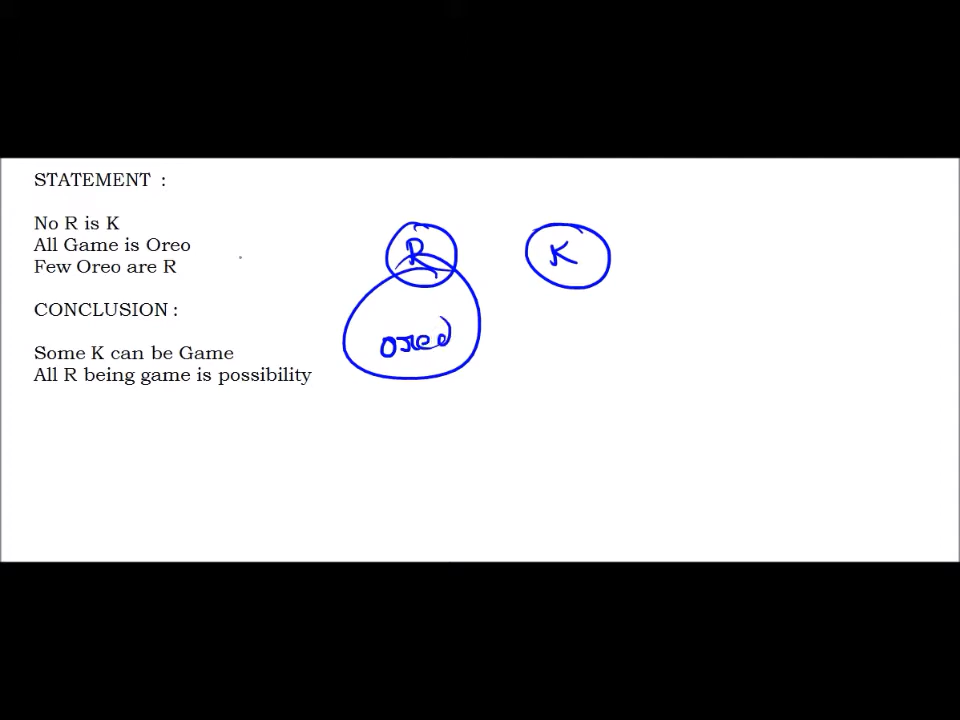 STATEMENT :
No R is K
All Game is Oreo
Few Oreo are R
CONCLUSION :
Some K can be Game
All R being game is possibility
R
K
oreo